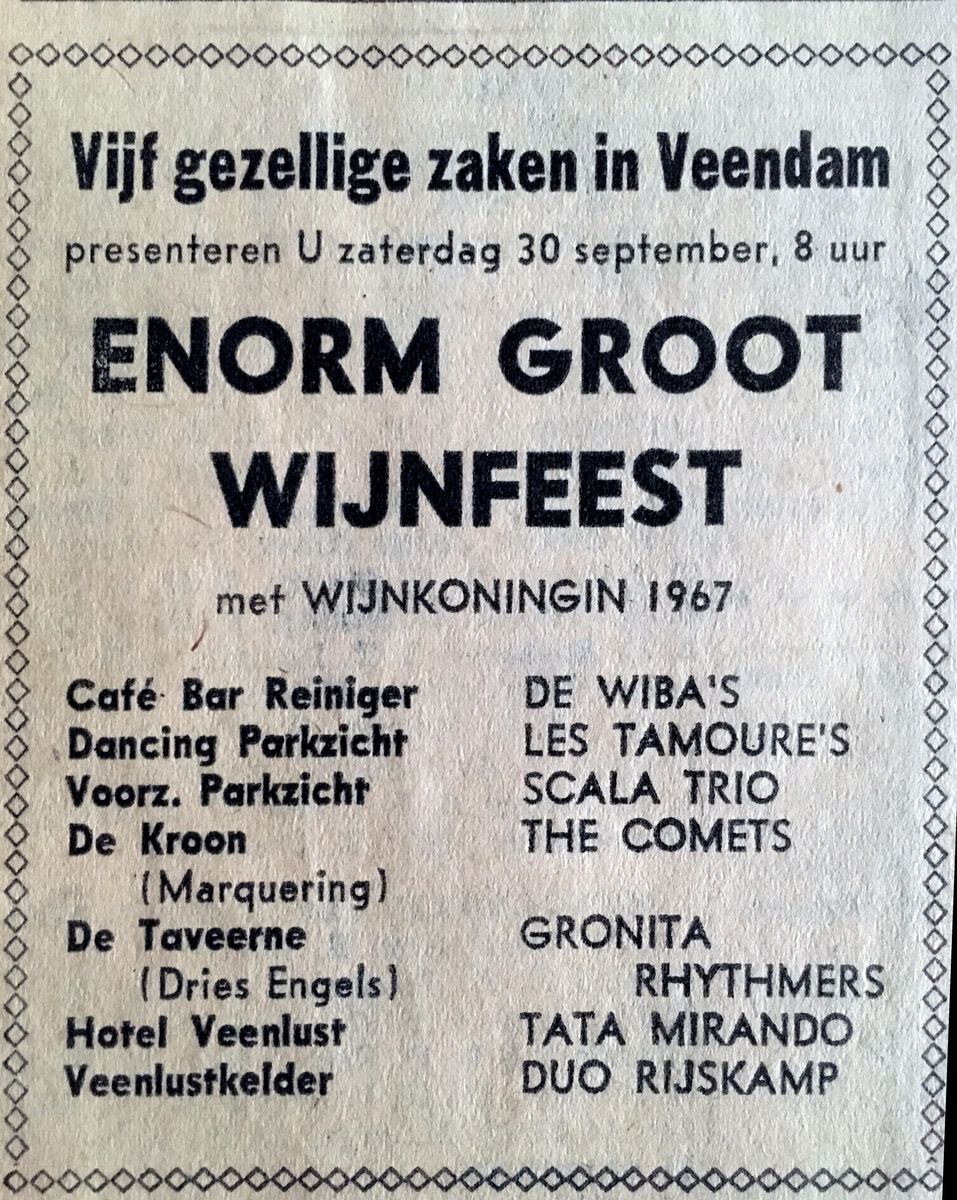 Vijf gezellige zaken in Veendam
presenteren U zaterdag 30 september, 8 uur
ENORM GROOT
WIJNFEEST
met WIJNKONINGIN 1967
Café Bar Reiniger DE WIBA'S
Dancing Parkzicht LES TAMOURE'S
Voorz. Parkzicht SCALA TRIO
De Kroon THE COMETS
(Marquering)
De Taveerne GRONITA
(Dries Engels) RHYTHMERS
Hotel Veenlust TATA MIRANDO
Veenlustkelder DUO RIJSKAMP